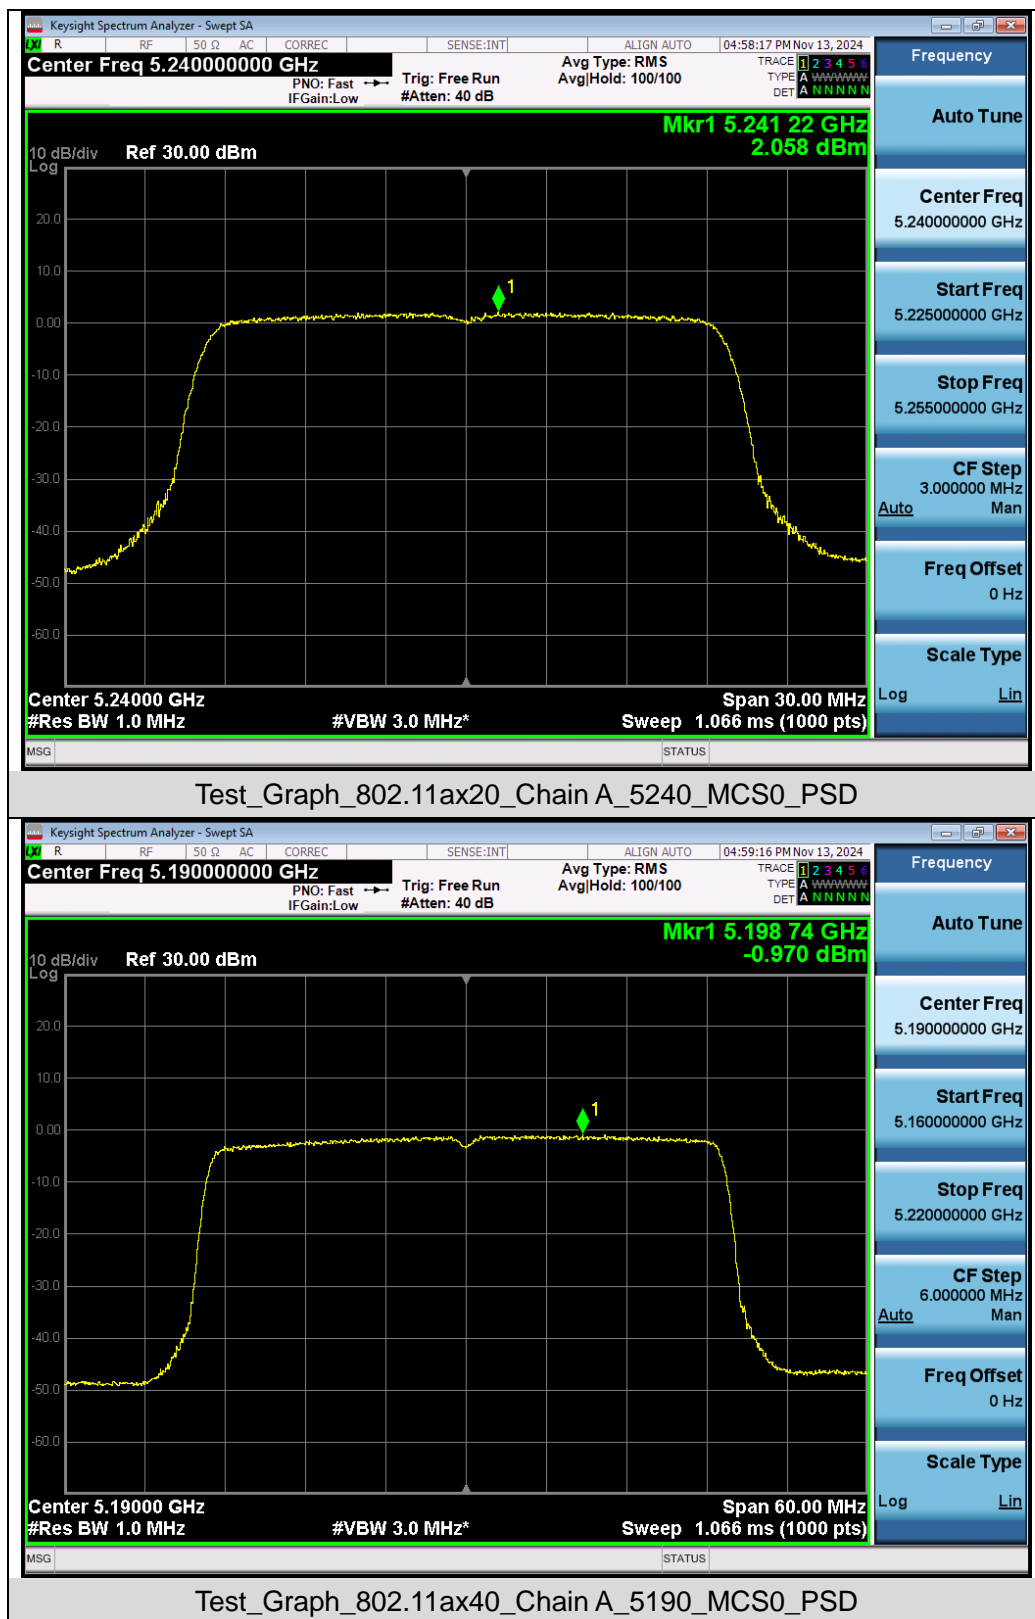 Keysight Spectrum Analyzer - Swept SA
LXI R RF 50 Ω AC CORREC SENSE:INT ALIGN AUTO 04:58:17 PM Nov 13, 2024
Center Freq 5.240000000 GHz
PNO: Fast
IFGain:Low
Trig: Free Run
#Atten: 40 dB
Avg Type: RMS
Avg|Hold: 100/100
TRACE 1 2 3 4 5 6
TYPE A WWWWW
DET A N N N N N
Mkr1 5.241 22 GHz
2.058 dBm
10 dB/div Ref 30.00 dBm
Log
20.0
10.0
0.00
-10.0
-20.0
-30.0
-40.0
-50.0
-60.0
1
Center 5.24000 GHz Span 30.00 MHz
#Res BW 1.0 MHz #VBW 3.0 MHz* Sweep 1.066 ms (1000 pts)
MSG STATUS
Frequency
Auto Tune
Center Freq
5.240000000 GHz
Start Freq
5.225000000 GHz
Stop Freq
5.255000000 GHz
CF Step
3.000000 MHz
Auto Man
Freq Offset
0 Hz
Scale Type
Log Lin
Test_Graph_802.11ax20_Chain A_5240_MCS0_PSD
Keysight Spectrum Analyzer - Swept SA
LXI R RF 50 Ω AC CORREC SENSE:INT ALIGN AUTO 04:59:16 PM Nov 13, 2024
Center Freq 5.190000000 GHz
PNO: Fast
IFGain:Low
Trig: Free Run
#Atten: 40 dB
Avg Type: RMS
Avg|Hold: 100/100
TRACE 1 2 3 4 5 6
TYPE A WWWWW
DET A N N N N N
Mkr1 5.198 74 GHz
-0.970 dBm
10 dB/div Ref 30.00 dBm
Log
20.0
10.0
0.00
-10.0
-20.0
-30.0
-40.0
-50.0
-60.0
1
Center 5.19000 GHz Span 60.00 MHz
#Res BW 1.0 MHz #VBW 3.0 MHz* Sweep 1.066 ms (1000 pts)
MSG STATUS
Frequency
Auto Tune
Center Freq
5.190000000 GHz
Start Freq
5.160000000 GHz
Stop Freq
5.220000000 GHz
CF Step
6.000000 MHz
Auto Man
Freq Offset
0 Hz
Scale Type
Log Lin
Test_Graph_802.11ax40_Chain A_5190_MCS0_PSD